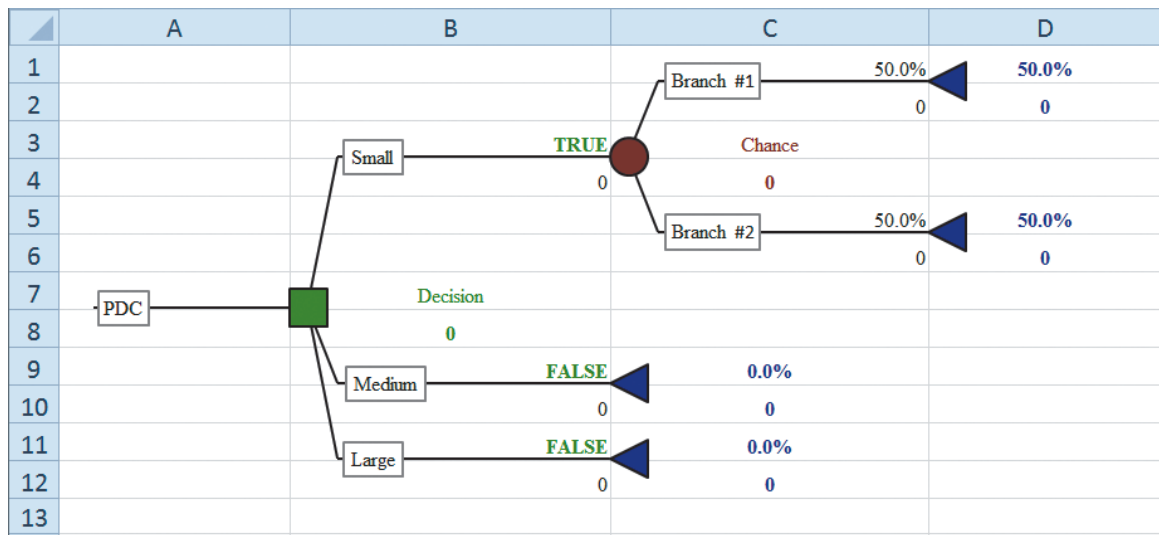 A B C D
1 Branch #1 50.0% 50.0%
2 0 0
3 Small TRUE Chance
4 0 0
5 Branch #2 50.0% 50.0%
6 0 0
7 PDC Decision
8 0
9 Medium FALSE 0.0%
10 0 0
11 Large FALSE 0.0%
12 0 0
13